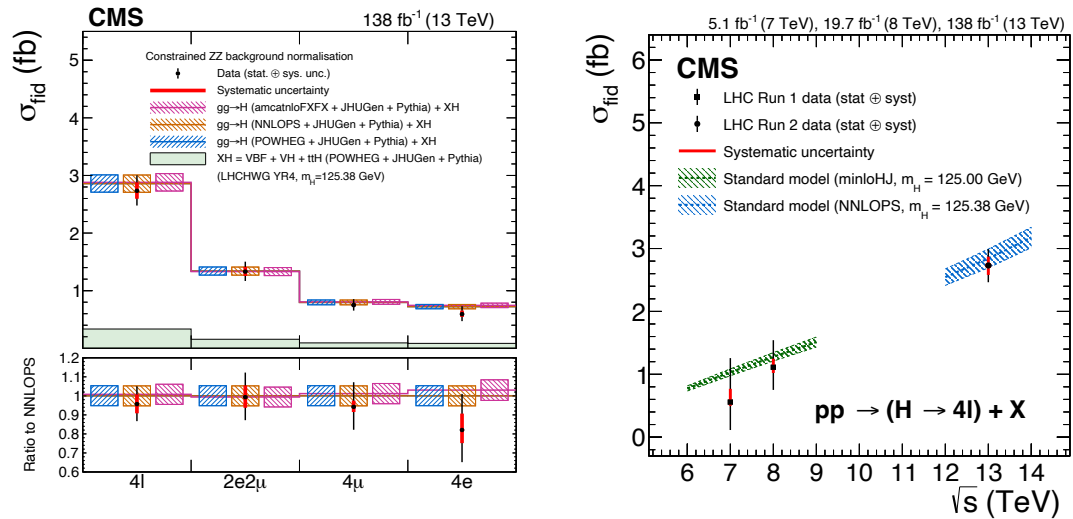 CMS
138 fb⁻¹ (13 TeV)
σ_fid (fb)
5
4
3
2
1
Constrained ZZ background normalisation
Data (stat. ⊕ sys. unc.)
Systematic uncertainty
gg→H (amcatnloFXFX + JHUGen + Pythia) + XH
gg→H (NNLOPS + JHUGen + Pythia) + XH
gg→H (POWHEG + JHUGen + Pythia) + XH
XH = VBF + VH + ttH (POWHEG + JHUGen + Pythia)
(LHCHWG YR4, m_H=125.38 GeV)
Ratio to NNLOPS
1.2
1.1
1.0
0.9
0.8
0.7
0.6
4l 2e2μ 4μ 4e
5.1 fb⁻¹ (7 TeV), 19.7 fb⁻¹ (8 TeV), 138 fb⁻¹ (13 TeV)
σ_fid (fb)
6
5
4
3
2
1
0
CMS
LHC Run 1 data (stat ⊕ syst)
LHC Run 2 data (stat ⊕ syst)
Systematic uncertainty
Standard model (minloHJ, m_H = 125.00 GeV)
Standard model (NNLOPS, m_H = 125.38 GeV)
pp → (H → 4l) + X
6 7 8 9 10 11 12 13 14
√s (TeV)